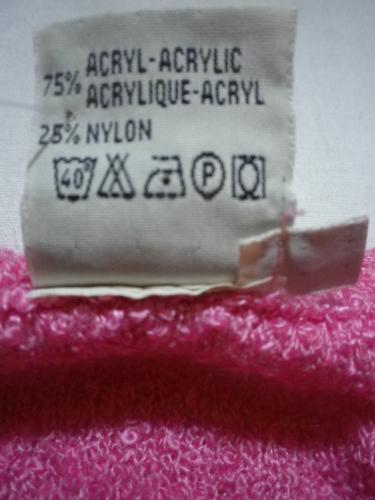 75% ACRYL-ACRYLIC
ACRYLIQUE-ACRYL
25% NYLON
40° P